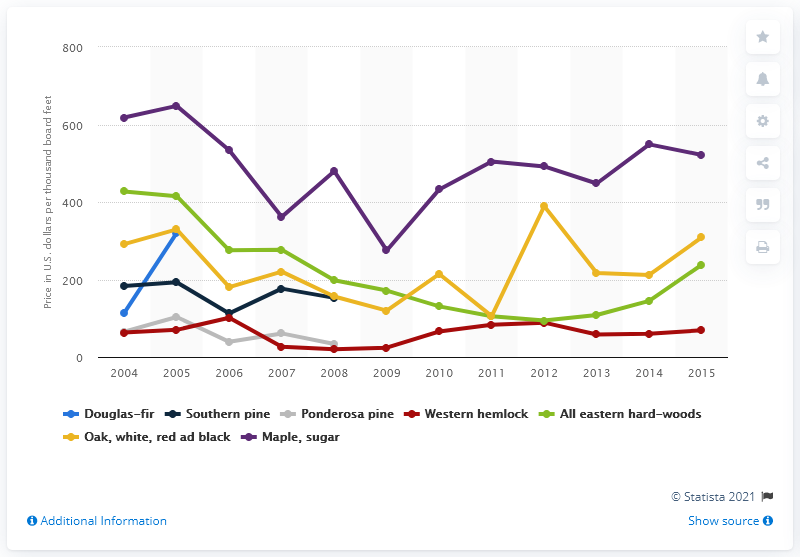 Price in U.S. dollars per thousand board feet
800
600
400
200
0
2004 2005 2006 2007 2008 2009 2010 2011 2012 2013 2014 2015
Douglas-fir Southern pine Ponderosa pine Western hemlock All eastern hard-woods
Oak, white, red ad black Maple, sugar
© Statista 2021
Additional Information Show source